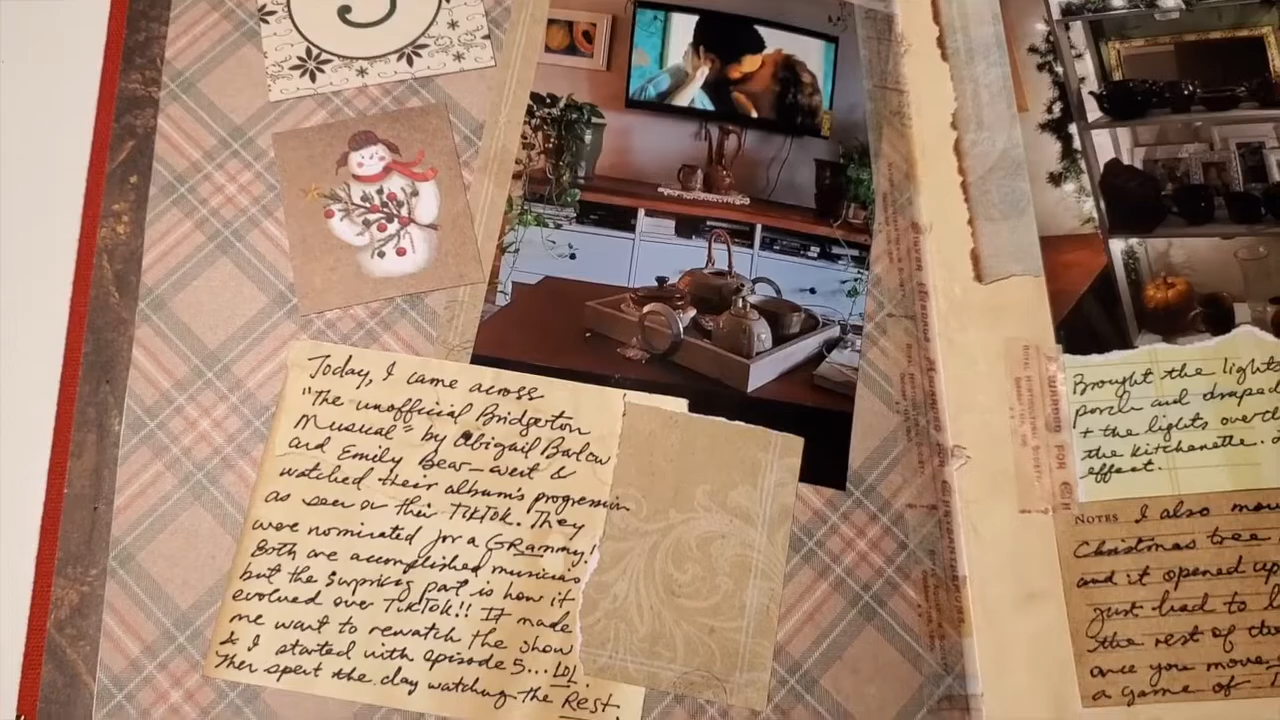 5
Today, I came across
"The unofficial Bridgerton
Musual" by Abigail Barlow
and Emily Bear—went &
watched their album's progression
as seen on their TikTok. They
were nominated for a GRammy!
Both are accomplished musicians
but the surprising part is how it
evolved over TikTok!! It made
me want to rewatch the show
& I started with episode 5... LOL.
Then spent the day watching the Rest
Brought the lights
porch and draped
+ the lights over th
the kitchenette.
effect.
NOTES I also mov
Christmas tree
and it opened up
just had to
the rest of
once you move
a game of